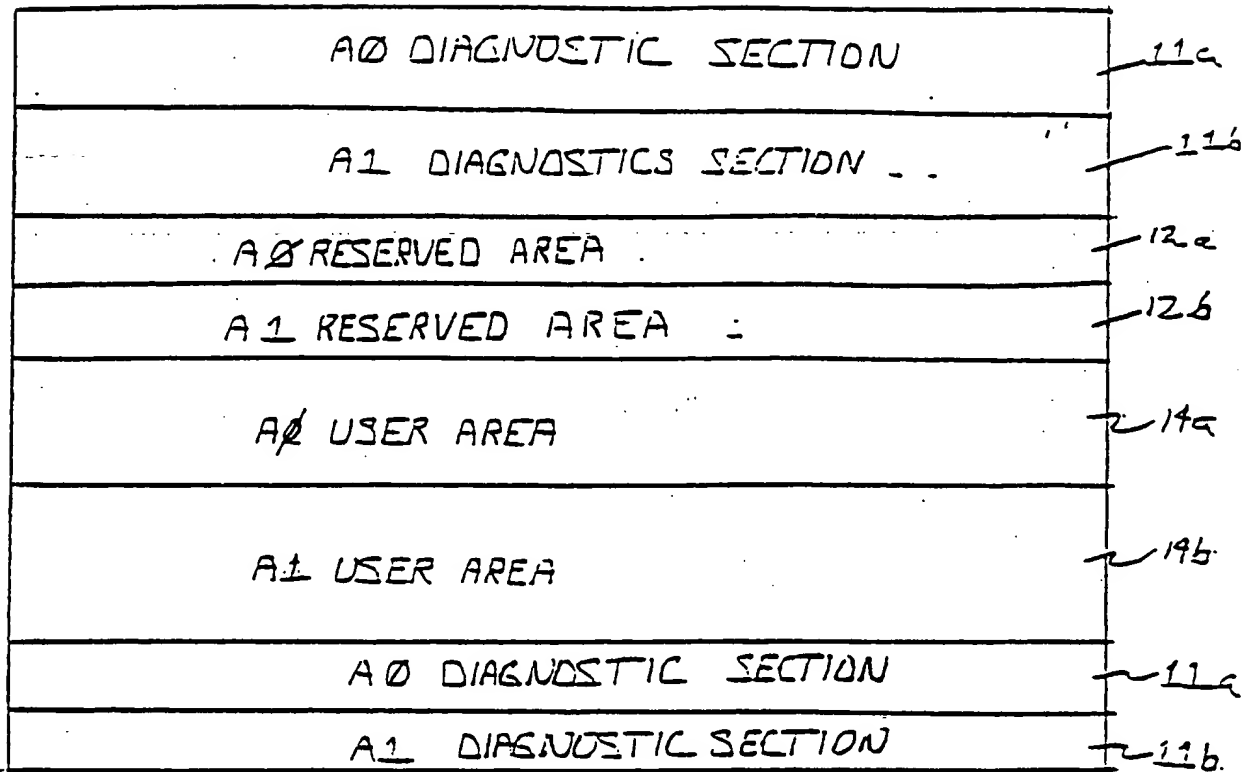 AØ DIAGNOSTIC SECTION 11a
A1 DIAGNOSTICS SECTION 11b
AØ RESERVED AREA 12a
A1 RESERVED AREA 12b
AØ USER AREA 14a
A1 USER AREA 14b
AØ DIAGNOSTIC SECTION 11a
A1 DIAGNOSTIC SECTION 11b